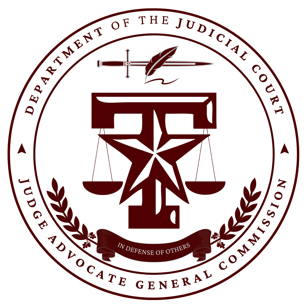 DEPARTMENT OF THE JUDICIAL COURT
T
IN DEFENSE OF OTHERS
JUDGE ADVOCATE GENERAL COMMISSION